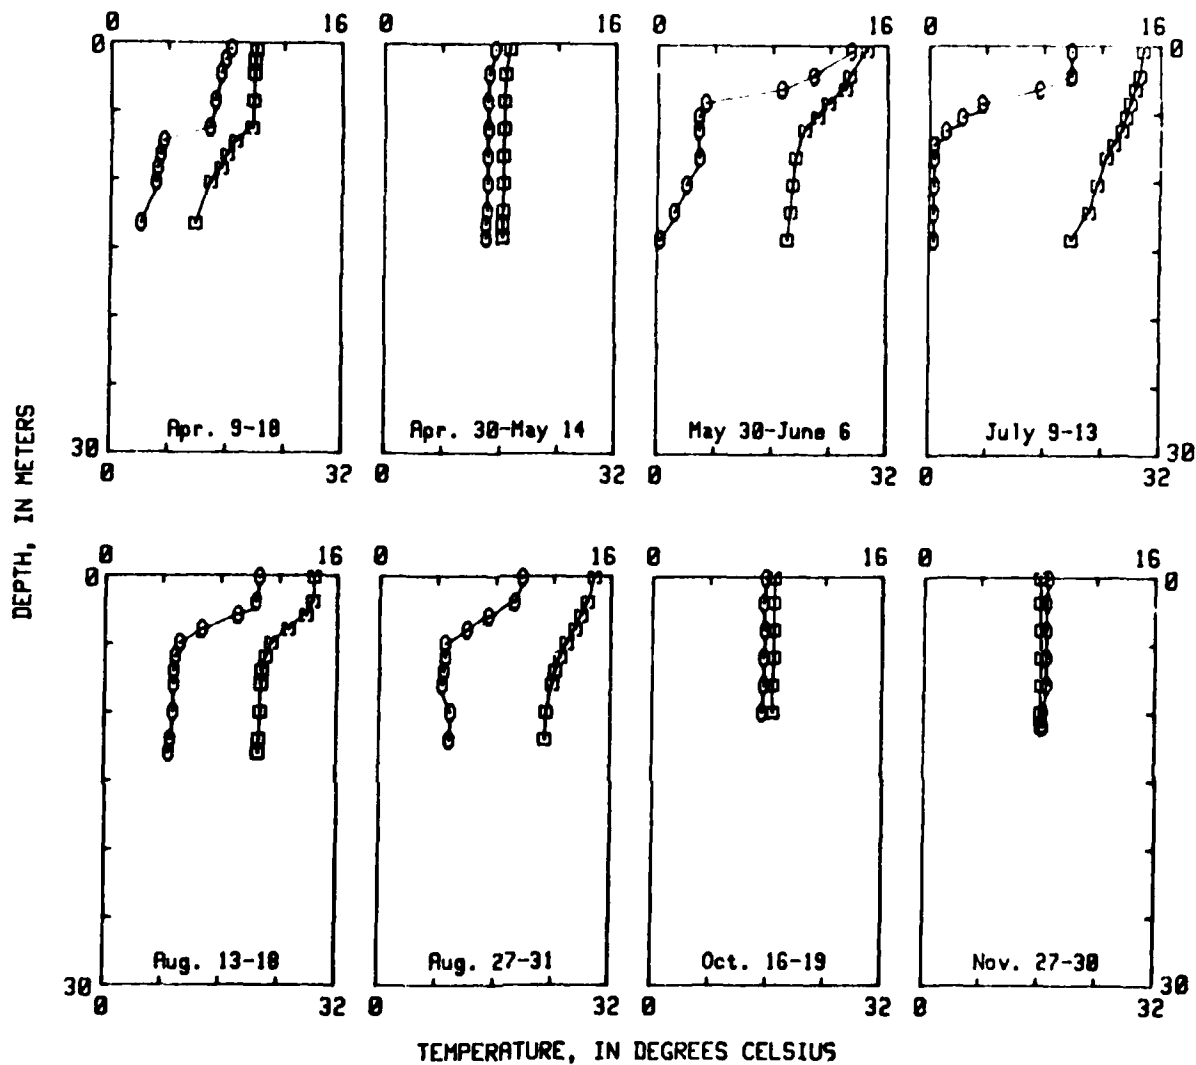 0 16 0 16 0 16 0 16
0 0
DEPTH, IN METERS
Apr. 9-18 Apr. 30-May 14 May 30-June 6 July 9-13
30 30
0 32 0 32 0 32 0 32
0 16 0 16 0 16 0 16
0 0
Aug. 13-18 Aug. 27-31 Oct. 16-19 Nov. 27-30
30 30
0 32 0 32 0 32 0 32
TEMPERATURE, IN DEGREES CELSIUS